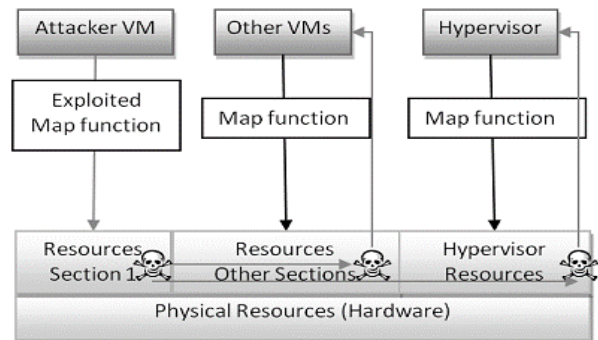 Attacker VM
Other VMs
Hypervisor
Exploited
Map function
Map function
Map function
Resources
Section 1
Resources
Other Sections
Hypervisor
Resources
Physical Resources (Hardware)